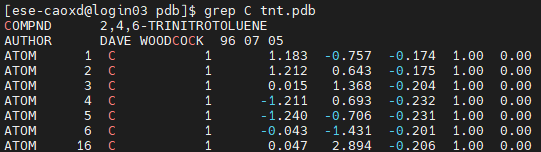 [ese-caoxd@login03 pdb]$ grep C tnt.pdb
COMPND      2,4,6-TRINITROTOLUENE
AUTHOR      DAVE WOODCOCK  96 07 05
ATOM      1  C           1       1.183  -0.757  -0.174  1.00  0.00
ATOM      2  C           1       1.212   0.643  -0.175  1.00  0.00
ATOM      3  C           1       0.015   1.368  -0.204  1.00  0.00
ATOM      4  C           1      -1.211   0.693  -0.232  1.00  0.00
ATOM      5  C           1      -1.240  -0.706  -0.231  1.00  0.00
ATOM      6  C           1      -0.043  -1.431  -0.201  1.00  0.00
ATOM     16  C           1       0.047   2.894  -0.206  1.00  0.00